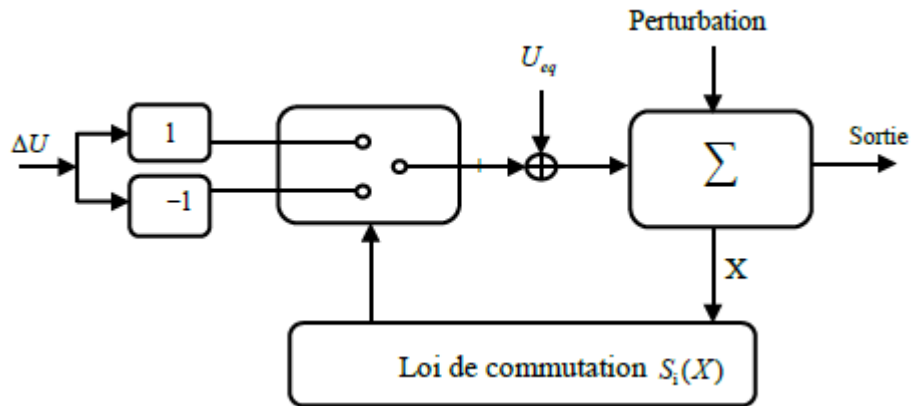 Perturbation
U_eq
ΔU
1
Sortie
∑
−1
X
Loi de commutation S_i(X)